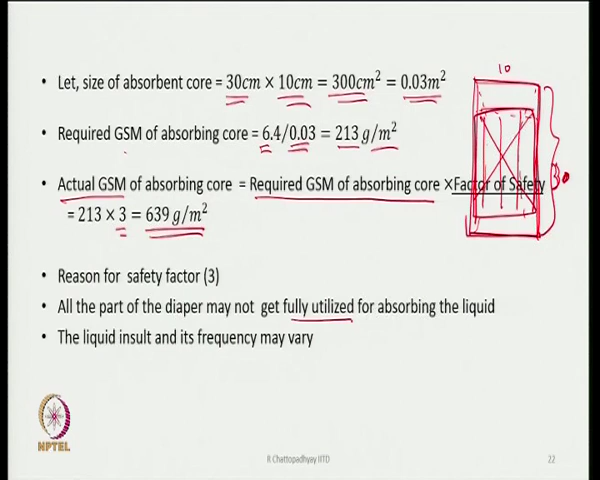 • Let, size of absorbent core = 30cm × 10cm = 300cm² = 0.03m²
• Required GSM of absorbing core = 6.4/0.03 = 213 g/m²
• Actual GSM of absorbing core = Required GSM of absorbing core ×Factor of Safety
= 213 × 3 = 639 g/m²
• Reason for safety factor (3)
• All the part of the diaper may not get fully utilized for absorbing the liquid
• The liquid insult and its frequency may vary
10
30
NPTEL
R Chattopadhyay IITD
22